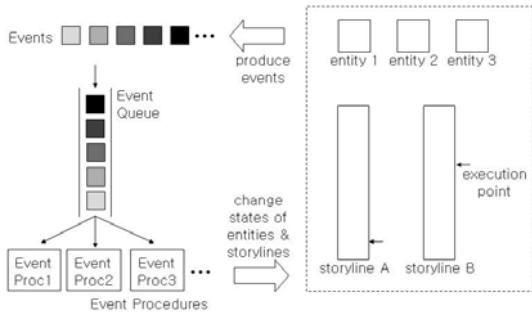 Events
•••
produce
events
entity 1 entity 2 entity 3
Event
Queue
execution
point
change
states of
entities &
storylines
storyline A storyline B
Event
Proc1
Event
Proc2
Event
Proc3
•••
Event Procedures